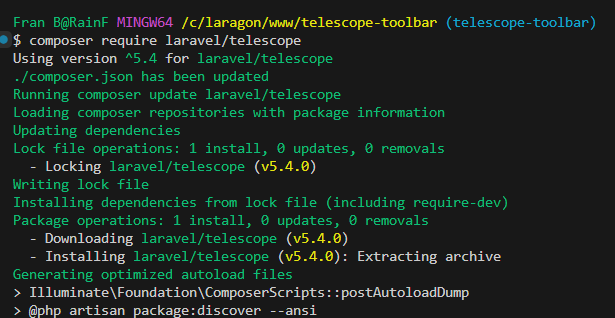 Fran B@RainF MINGW64 /c/laragon/www/telescope-toolbar (telescope-toolbar)
$ composer require laravel/telescope
Using version ^5.4 for laravel/telescope
./composer.json has been updated
Running composer update laravel/telescope
Loading composer repositories with package information
Updating dependencies
Lock file operations: 1 install, 0 updates, 0 removals
  - Locking laravel/telescope (v5.4.0)
Writing lock file
Installing dependencies from lock file (including require-dev)
Package operations: 1 install, 0 updates, 0 removals
  - Downloading laravel/telescope (v5.4.0)
  - Installing laravel/telescope (v5.4.0): Extracting archive
Generating optimized autoload files
> Illuminate\Foundation\ComposerScripts::postAutoloadDump
> @php artisan package:discover --ansi